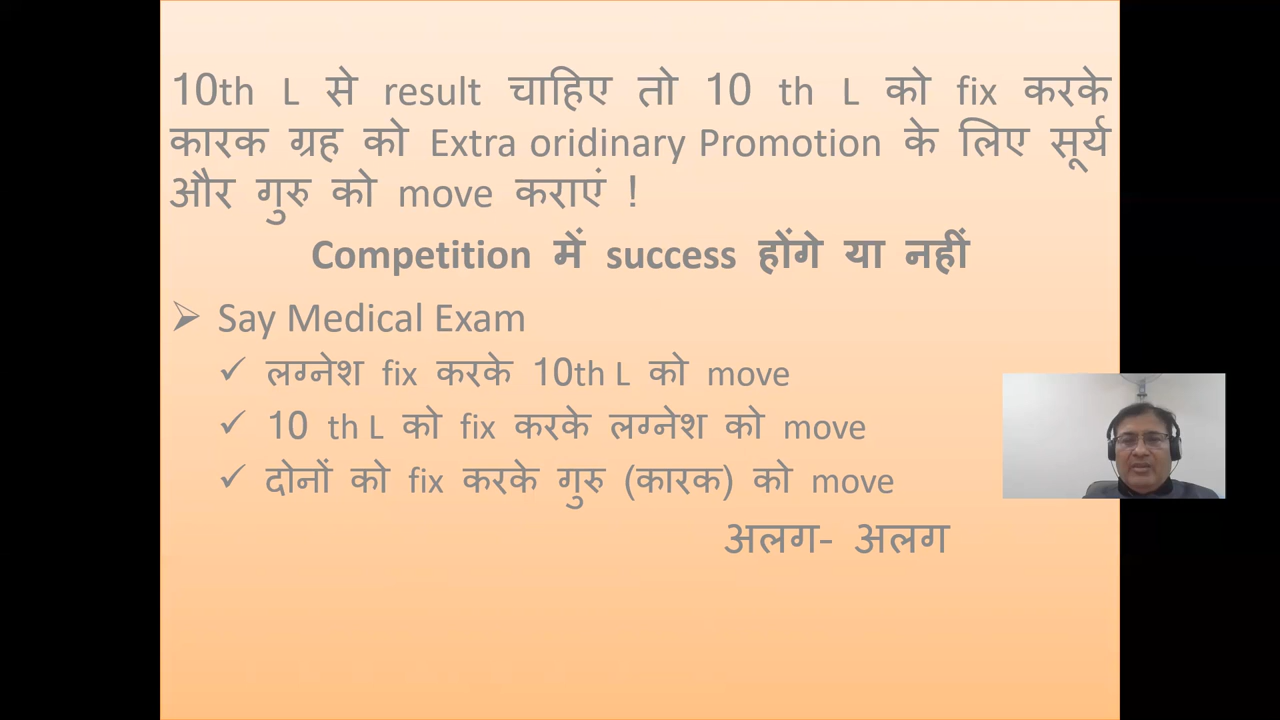 10th L से result चाहिए तो 10 th L को fix करके
कारक ग्रह को Extra oridinary Promotion के लिए सूर्य
और गुरु को move कराएं !
Competition में success होंगे या नहीं
➢ Say Medical Exam
✓ लग्नेश fix करके 10th L को move
✓ 10 th L को fix करके लग्नेश को move
✓ दोनों को fix करके गुरु (कारक) को move
अलग- अलग